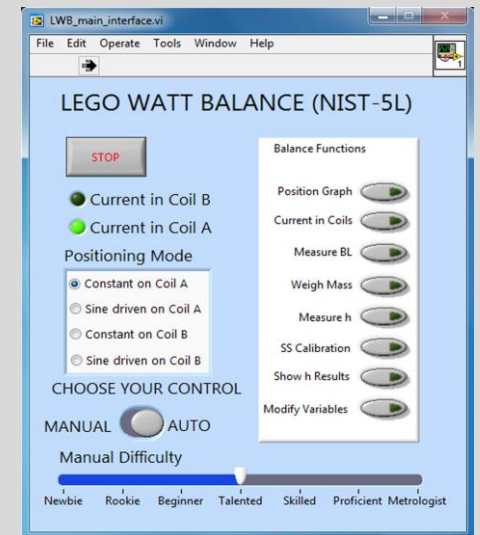 LWB_main_interface.vi
File Edit Operate Tools Window Help
1
LEGO WATT BALANCE (NIST-5L)
STOP
Current in Coil B
Current in Coil A
Positioning Mode
Constant on Coil A
Sine driven on Coil A
Constant on Coil B
Sine driven on Coil B
CHOOSE YOUR CONTROL
MANUAL AUTO
Balance Functions
Position Graph
Current in Coils
Measure BL
Weigh Mass
Measure h
SS Calibration
Show h Results
Modify Variables
Manual Difficulty
Newbie Rookie Beginner Talented Skilled Proficient Metrologist